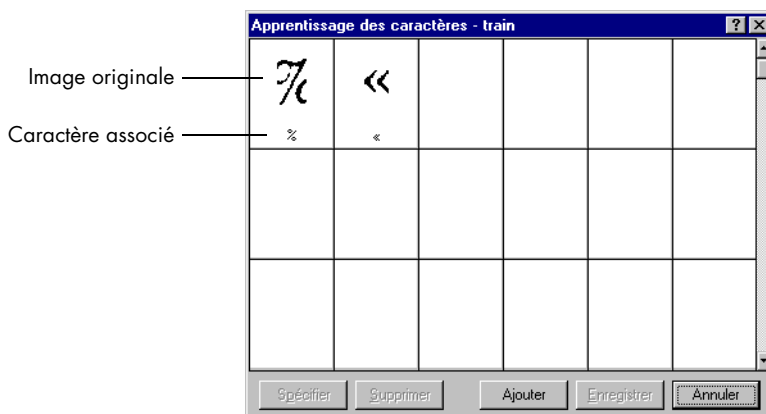 Apprentissage des caractères - train
Image originale
% «
Caractère associé
% «
Spécifier Supprimer Ajouter Enregistrer Annuler